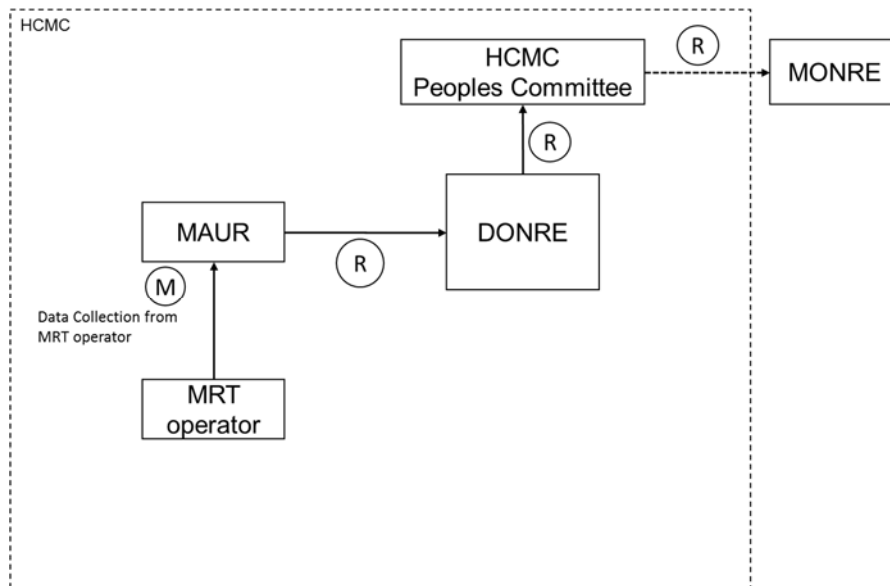 HCMC
HCMC
Peoples Committee
R
MONRE
R
MAUR
R
DONRE
M
Data Collection from
MRT operator
MRT
operator